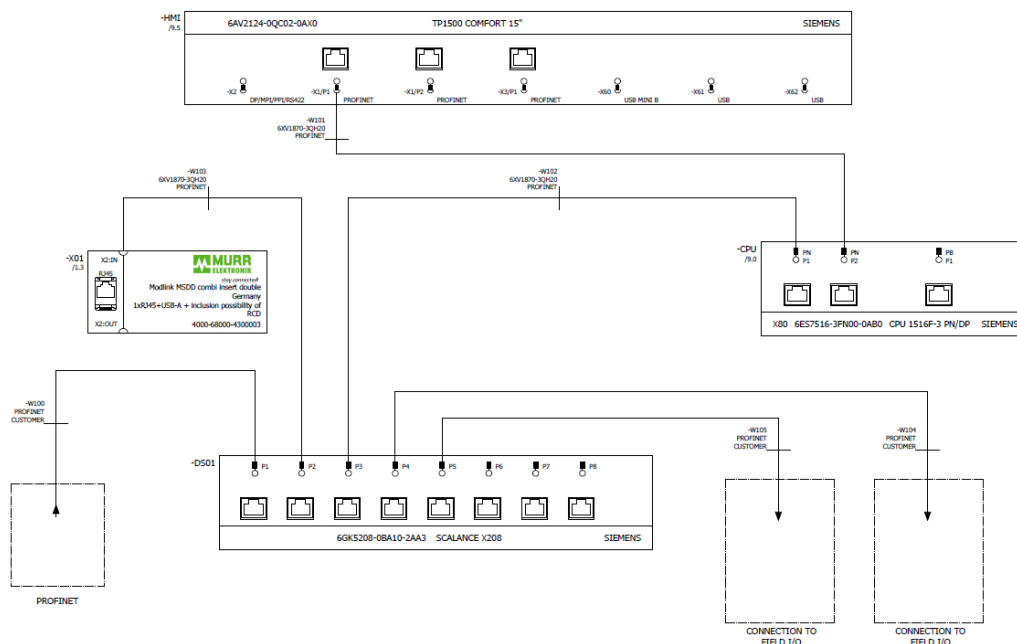 -HMI
/9.5
6AV2124-0QC02-0AX0
TP1500 COMFORT 15"
SIEMENS
-X2
DP/MPI/PPI/RS422
-X1/P1
PROFINET
-X1/P2
PROFINET
-X3/P1
PROFINET
-X60
USB MINI B
-X61
USB
-X62
USB
-W101
6XV1870-3QH20
PROFINET
-W103
6XV1870-3QH20
PROFINET
-W102
6XV1870-3QH20
PROFINET
-X01
/1.3
X2:IN
RJ45
X2:OUT
MURR
ELEKTRONIK
stay connected!
Modlink MSDD combi insert double
Germany
1xRJ45+USB-A + inclusion possibility of
RCD
4000-68000-4300003
-CPU
/9.0
PN
P1
PN
P2
PB
P1
X80 6ES7516-3FN00-0AB0 CPU 1516F-3 PN/DP SIEMENS
-W100
PROFINET
CUSTOMER
-W105
PROFINET
CUSTOMER
-W104
PROFINET
CUSTOMER
-DS01
P1
P2
P3
P4
P5
P6
P7
P8
6GK5208-0BA10-2AA3 SCALANCE X208
SIEMENS
PROFINET
CONNECTION TO
FIELD I/O
CONNECTION TO
FIELD I/O